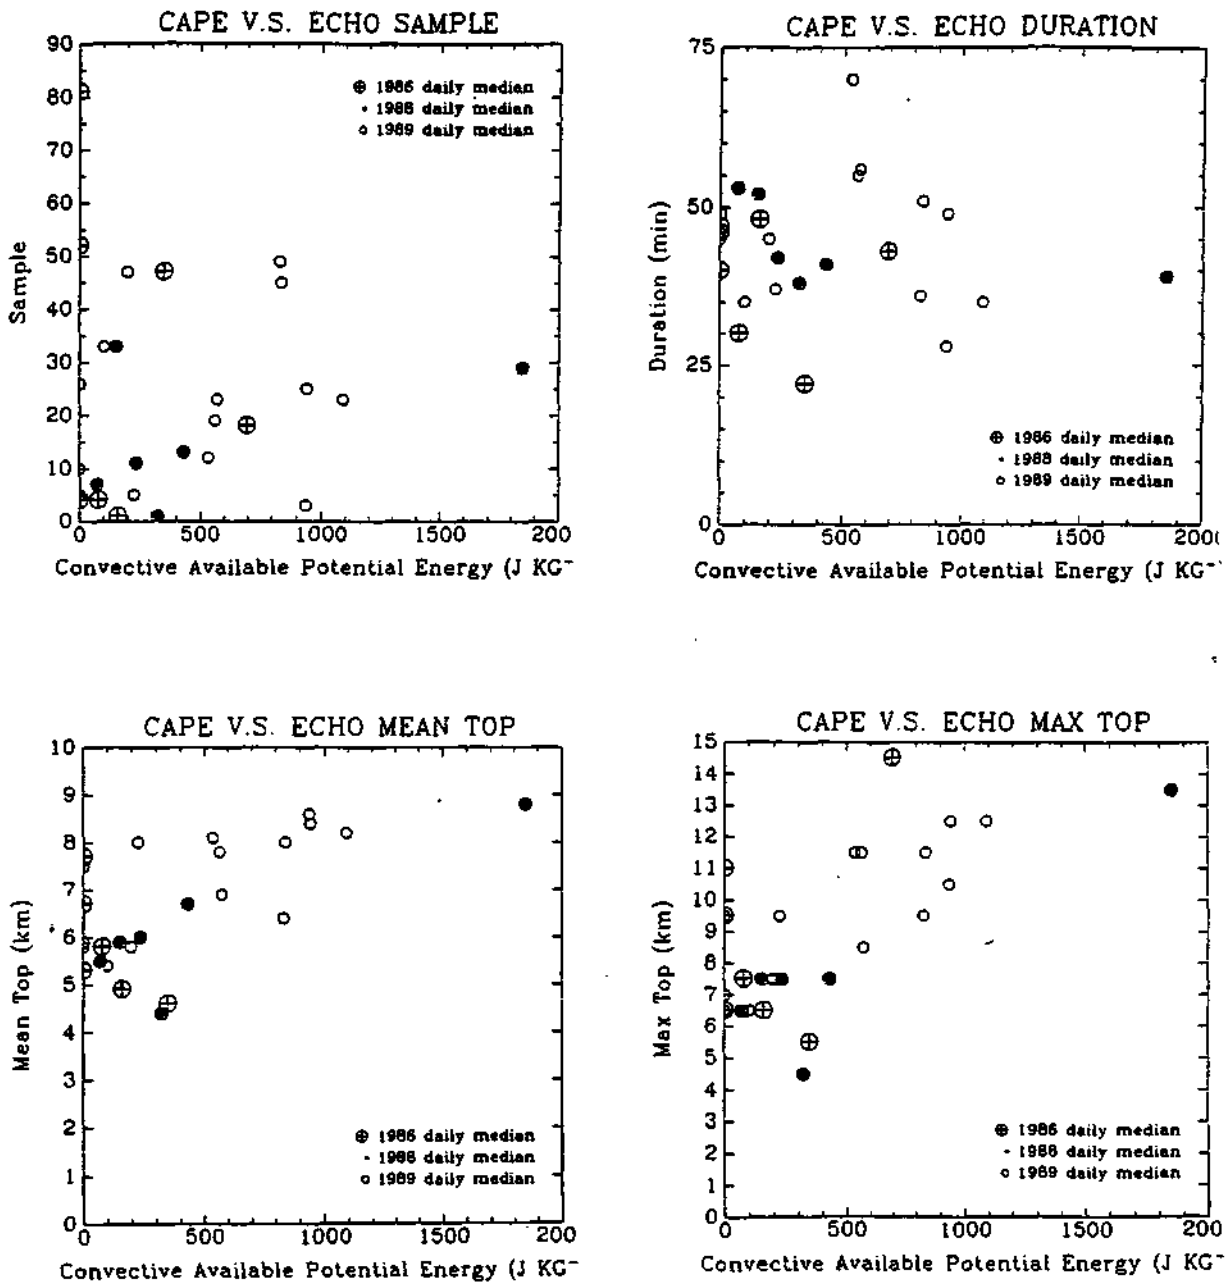 CAPE V.S. ECHO SAMPLE
90
80
70
60
50
40
30
20
10
0
Sample
⊕ 1986 daily median
• 1988 daily median
○ 1989 daily median
0 500 1000 1500 200
Convective Available Potential Energy (J KG-
CAPE V.S. ECHO DURATION
75
50
25
0
Duration (min)
⊕ 1986 daily median
• 1988 daily median
○ 1989 daily median
0 500 1000 1500 200
Convective Available Potential Energy (J KG-
CAPE V.S. ECHO MEAN TOP
10
9
8
7
6
5
4
3
2
1
0
Mean Top (km)
⊕ 1986 daily median
• 1988 daily median
○ 1989 daily median
0 500 1000 1500 200
Convective Available Potential Energy (J KG-
CAPE V.S. ECHO MAX TOP
15
14
13
12
11
10
9
8
7
6
5
4
3
2
1
0
Max Top (km)
⊕ 1986 daily median
• 1988 daily median
○ 1989 daily median
0 500 1000 1500 200
Convective Available Potential Energy (J KG-